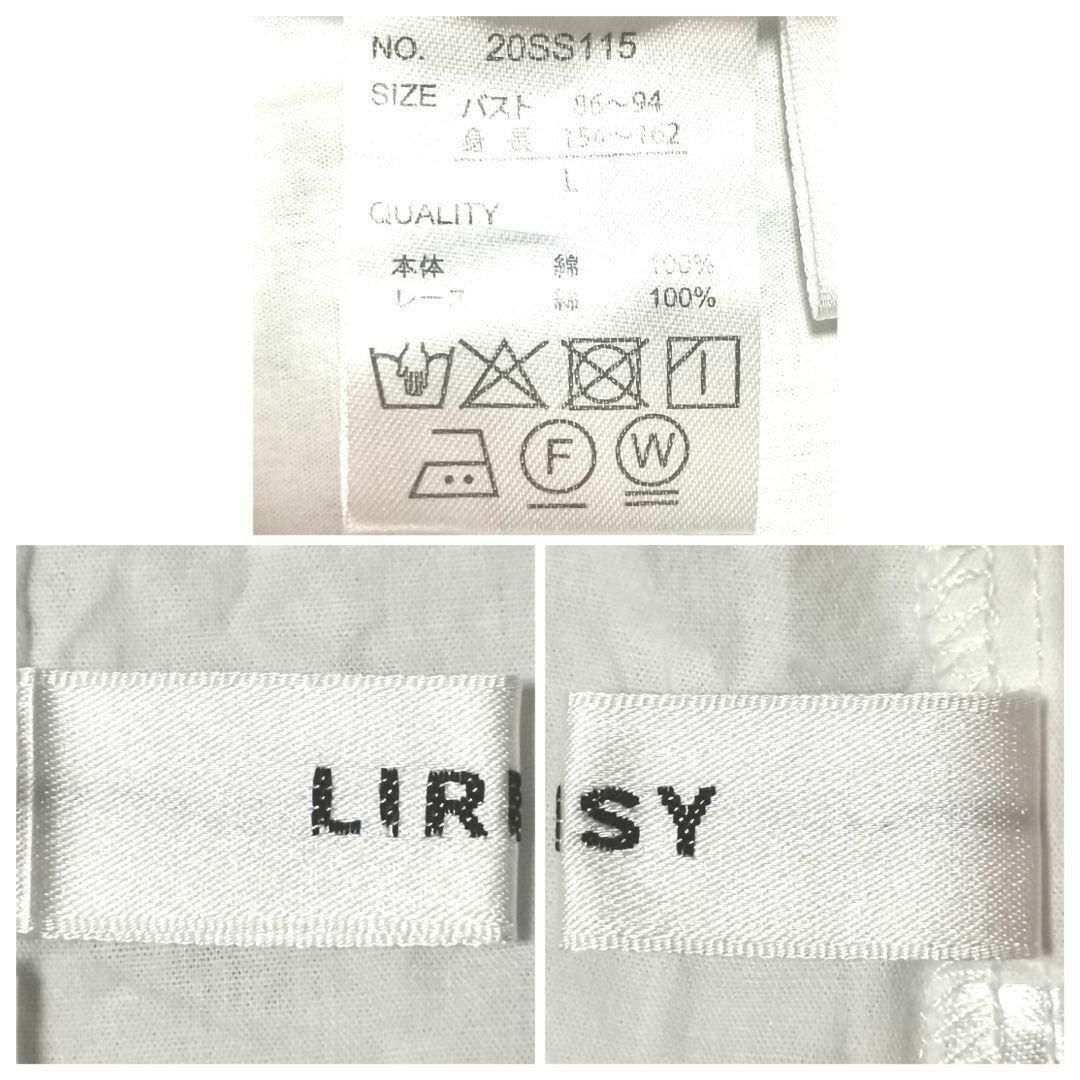 NO. 20SS115
SIZE バスト 86~94
身長 154~162
L
QUALITY
本体 綿 100%
レース 綿 100%
F
W
LIR
SY